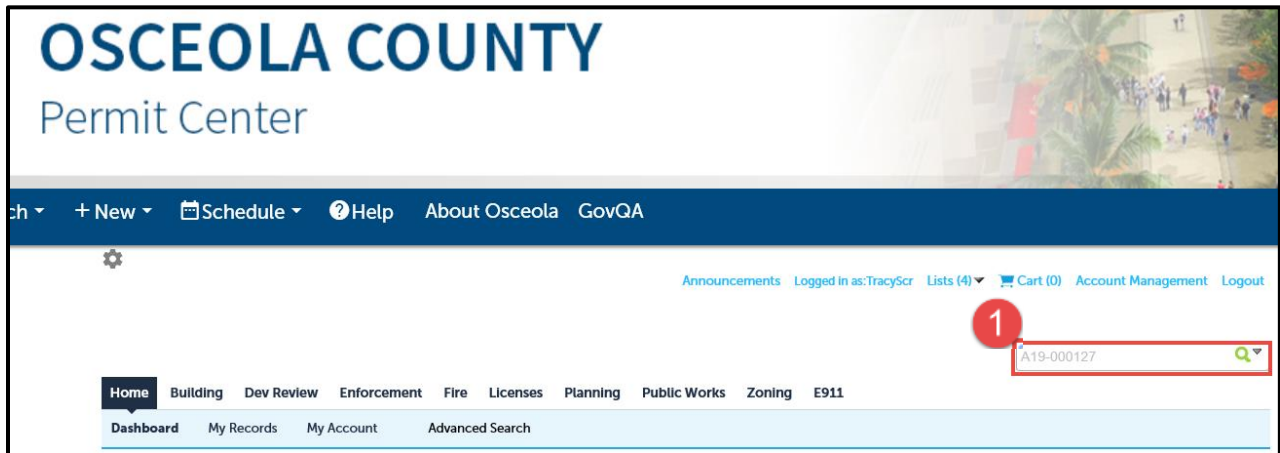 OSCEOLA COUNTY
Permit Center
ch + New Schedule Help About Osceola GovQA
Announcements Logged in as:TracyScr Lists (4) Cart (0) Account Management Logout
1
A19-000127
Home Building Dev Review Enforcement Fire Licenses Planning Public Works Zoning E911
Dashboard My Records My Account Advanced Search